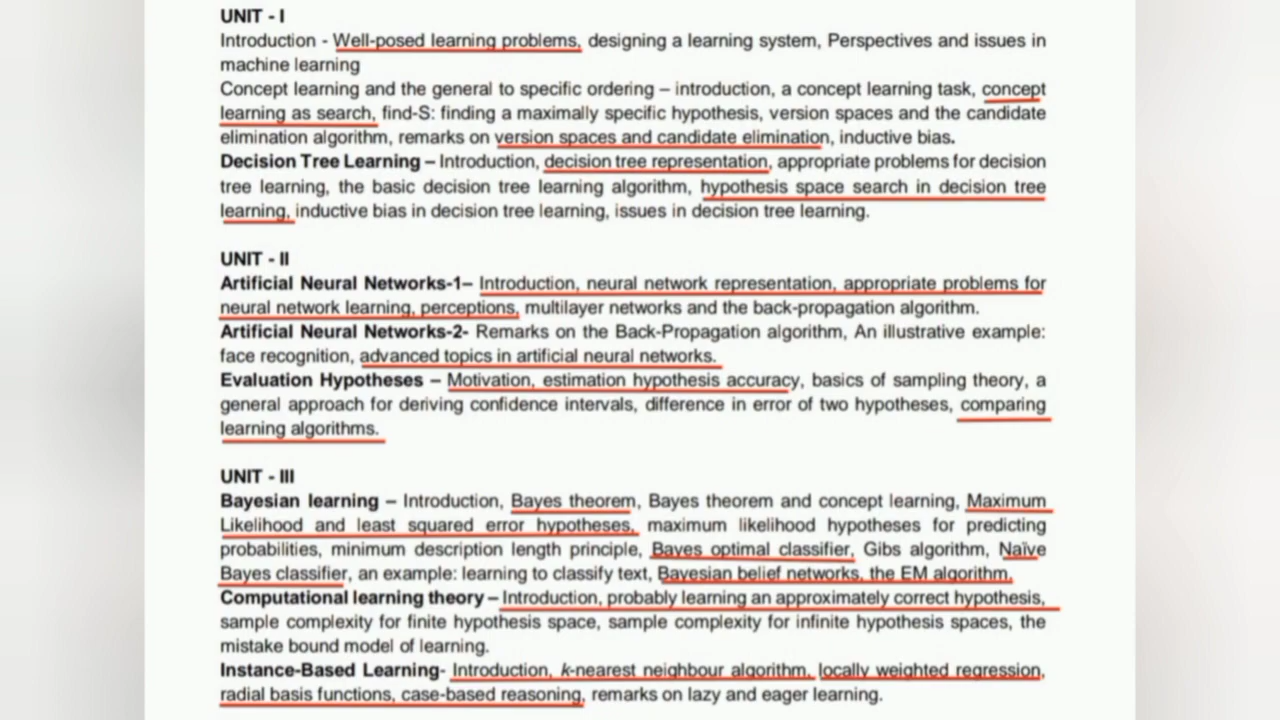 UNIT - I
Introduction - Well-posed learning problems, designing a learning system, Perspectives and issues in
machine learning
Concept learning and the general to specific ordering – introduction, a concept learning task, concept
learning as search, find-S: finding a maximally specific hypothesis, version spaces and the candidate
elimination algorithm, remarks on version spaces and candidate elimination, inductive bias.
Decision Tree Learning – Introduction, decision tree representation, appropriate problems for decision
tree learning, the basic decision tree learning algorithm, hypothesis space search in decision tree
learning, inductive bias in decision tree learning, issues in decision tree learning.
UNIT - II
Artificial Neural Networks-1– Introduction, neural network representation, appropriate problems for
neural network learning, perceptions, multilayer networks and the back-propagation algorithm.
Artificial Neural Networks-2- Remarks on the Back-Propagation algorithm, An illustrative example:
face recognition, advanced topics in artificial neural networks.
Evaluation Hypotheses – Motivation, estimation hypothesis accuracy, basics of sampling theory, a
general approach for deriving confidence intervals, difference in error of two hypotheses, comparing
learning algorithms.
UNIT - III
Bayesian learning – Introduction, Bayes theorem, Bayes theorem and concept learning, Maximum
Likelihood and least squared error hypotheses, maximum likelihood hypotheses for predicting
probabilities, minimum description length principle, Bayes optimal classifier, Gibs algorithm, Naïve
Bayes classifier, an example: learning to classify text, Bayesian belief networks, the EM algorithm.
Computational learning theory – Introduction, probably learning an approximately correct hypothesis,
sample complexity for finite hypothesis space, sample complexity for infinite hypothesis spaces, the
mistake bound model of learning.
Instance-Based Learning- Introduction, k-nearest neighbour algorithm, locally weighted regression,
radial basis functions, case-based reasoning, remarks on lazy and eager learning.